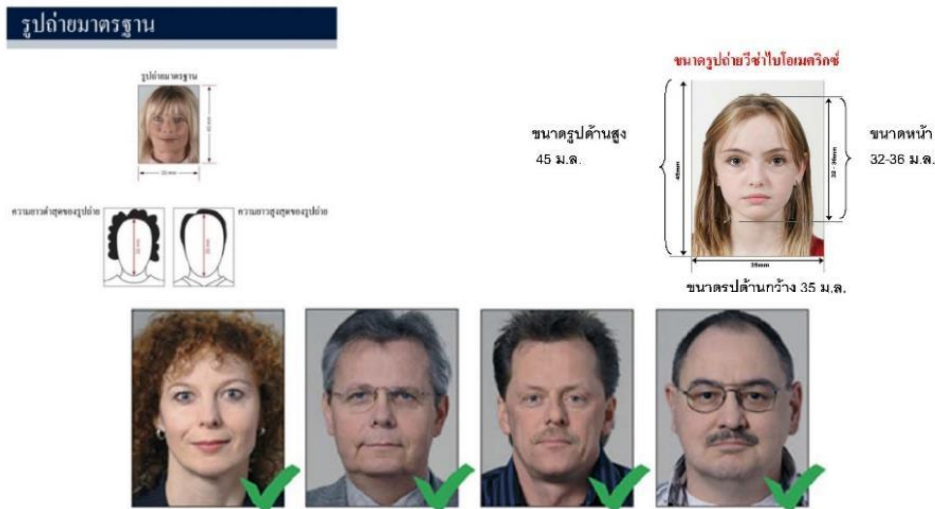 รูปถ่ายมาตรฐาน
รูปถ่ายมาตรฐาน
ขนาดรูปถ่ายวีซ่าไบโอเมตริกซ์
ขนาดรูปด้านสูง
45 ม.ล.
45mm
32 - 36mm
ขนาดหน้า
32-36 ม.ล.
35mm
ขนาดรูปด้านกว้าง 35 ม.ล.
ความยาวต่ำสุดของรูปถ่าย
ความยาวสูงสุดของรูปถ่าย